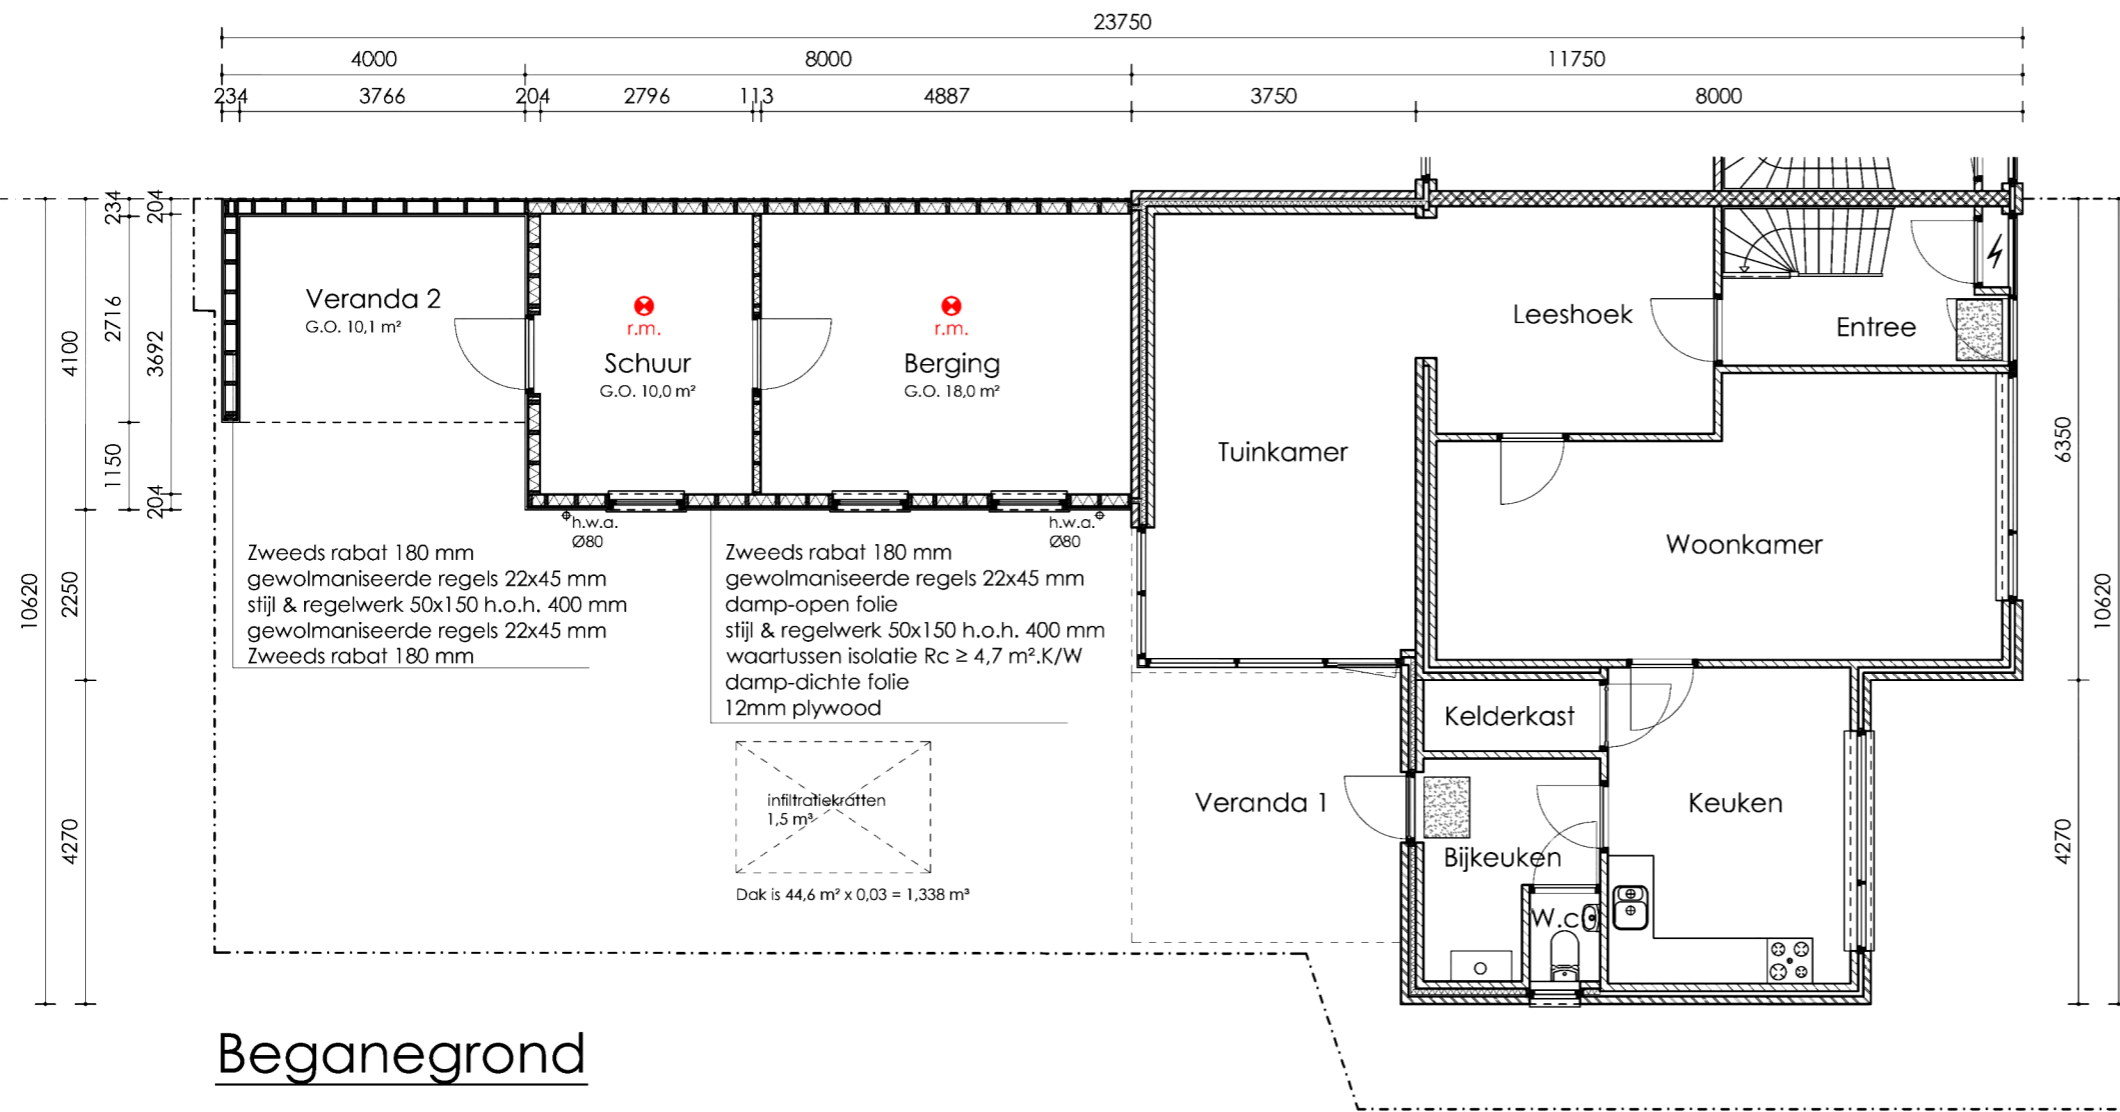 23750
4000 8000 11750
234 3766 204 2796 113 4887 3750 8000
234 204
2716
4100
3692
1150
204
2250
10620
4270
6350
10620
4270
Veranda 2
G.O. 10,1 m²
r.m.
Schuur
G.O. 10,0 m²
r.m.
Berging
G.O. 18,0 m²
Leeshoek
Entree
Tuinkamer
Woonkamer
h.w.a.
Ø80
h.w.a.
Ø80
Zweeds rabat 180 mm
gewolmaniseerde regels 22x45 mm
stijl & regelwerk 50x150 h.o.h. 400 mm
gewolmaniseerde regels 22x45 mm
Zweeds rabat 180 mm
Zweeds rabat 180 mm
gewolmaniseerde regels 22x45 mm
damp-open folie
stijl & regelwerk 50x150 h.o.h. 400 mm
waartussen isolatie Rc ≥ 4,7 m².K/W
damp-dichte folie
12mm plywood
Kelderkast
Veranda 1
Keuken
Bijkeuken
W.c.
infiltratiekratten
1,5 m³
Dak is 44,6 m² x 0,03 = 1,338 m³
Beganegrond